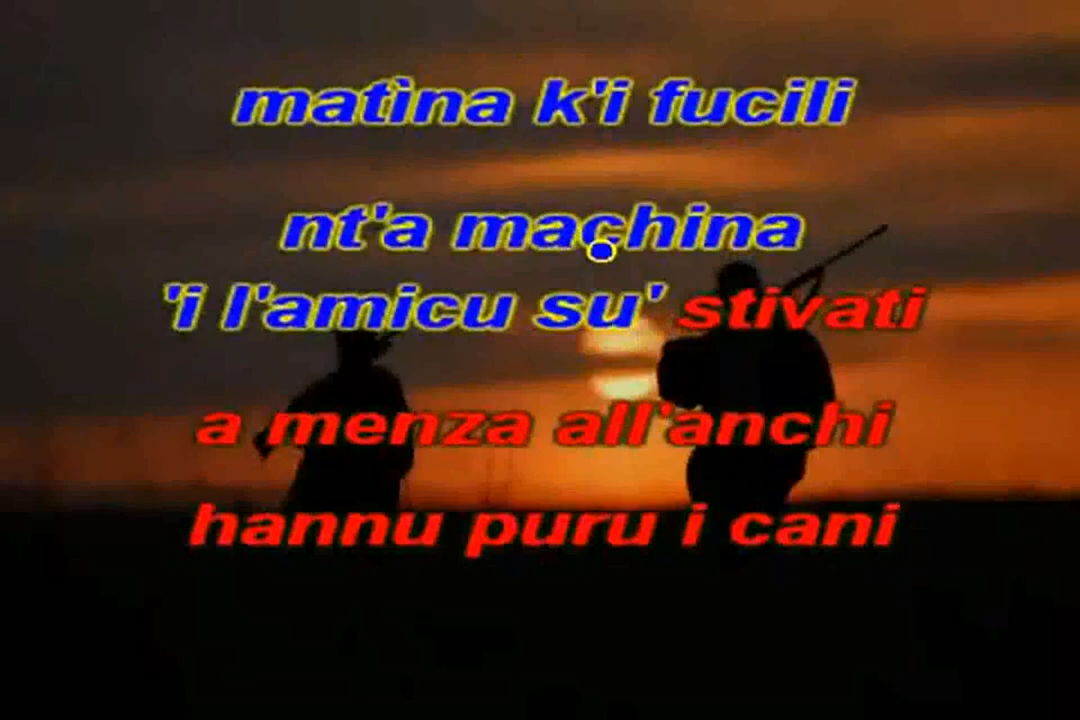 matìna k'i fucili
nt'a machina
'i l'amicu su' stivati
a menza all'anchi
hannu puru i cani